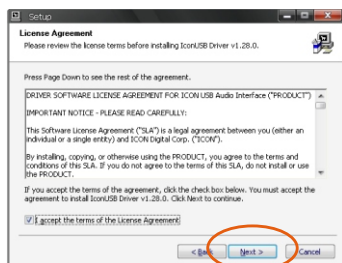 Setup
License Agreement
Please review the license terms before installing IconUSB Driver v1.28.0.
Press Page Down to see the rest of the agreement.
DRIVER SOFTWARE LICENSE AGREEMENT FOR ICON USB Audio Interface ("PRODUCT")
IMPORTANT NOTICE - PLEASE READ CAREFULLY:
This Software License Agreement ("SLA") is a legal agreement between you (either an
individual or a single entity) and ICON Digital Corp. ("ICON").
By installing, copying, or otherwise using the PRODUCT, you agree to the terms and
conditions of this SLA. If you do not agree to the terms of this SLA, do not install or use
the PRODUCT.
If you accept the terms of the agreement, click the check box below. You must accept the
agreement to install IconUSB Driver v1.28.0. Click Next to continue.
I accept the terms of the License Agreement
< Back Next > Cancel